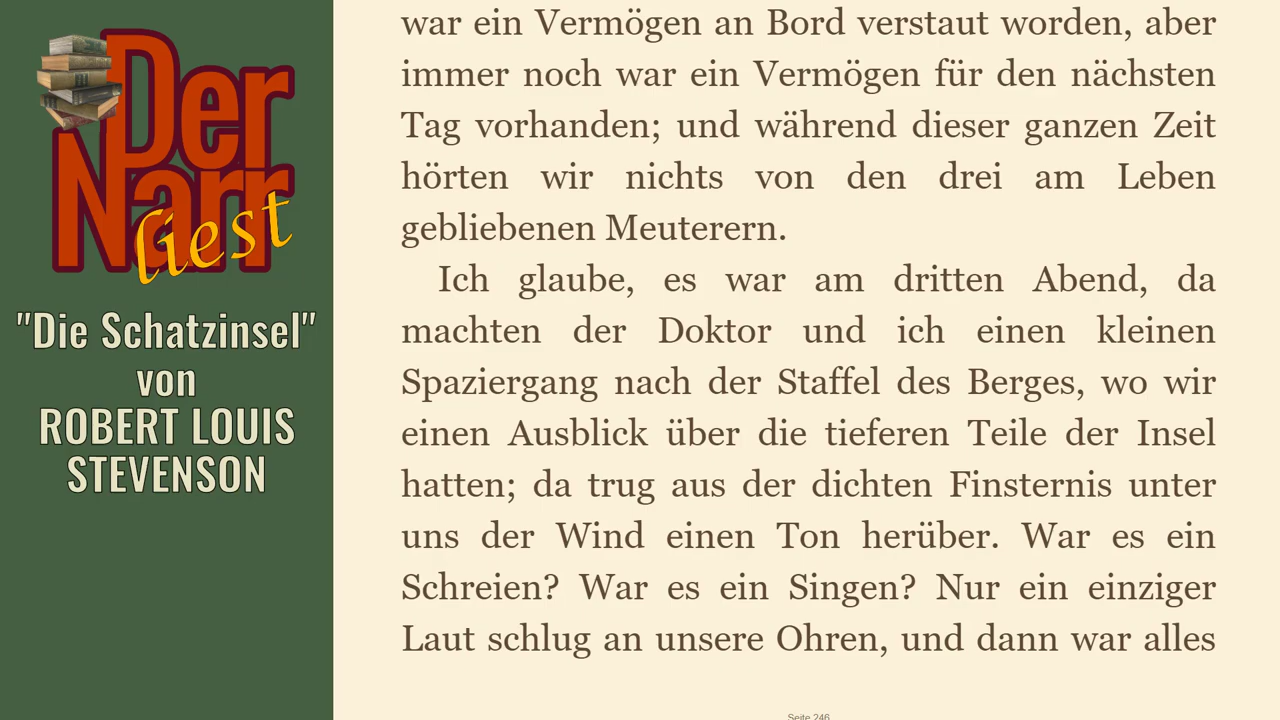 Der
Narr
liest
"Die Schatzinsel"
von
ROBERT LOUIS
STEVENSON
war ein Vermögen an Bord verstaut worden, aber
immer noch war ein Vermögen für den nächsten
Tag vorhanden; und während dieser ganzen Zeit
hörten wir nichts von den drei am Leben
gebliebenen Meuterern.
Ich glaube, es war am dritten Abend, da
machten der Doktor und ich einen kleinen
Spaziergang nach der Staffel des Berges, wo wir
einen Ausblick über die tieferen Teile der Insel
hatten; da trug aus der dichten Finsternis unter
uns der Wind einen Ton herüber. War es ein
Schreien? War es ein Singen? Nur ein einziger
Laut schlug an unsere Ohren, und dann war alles
Seite 246